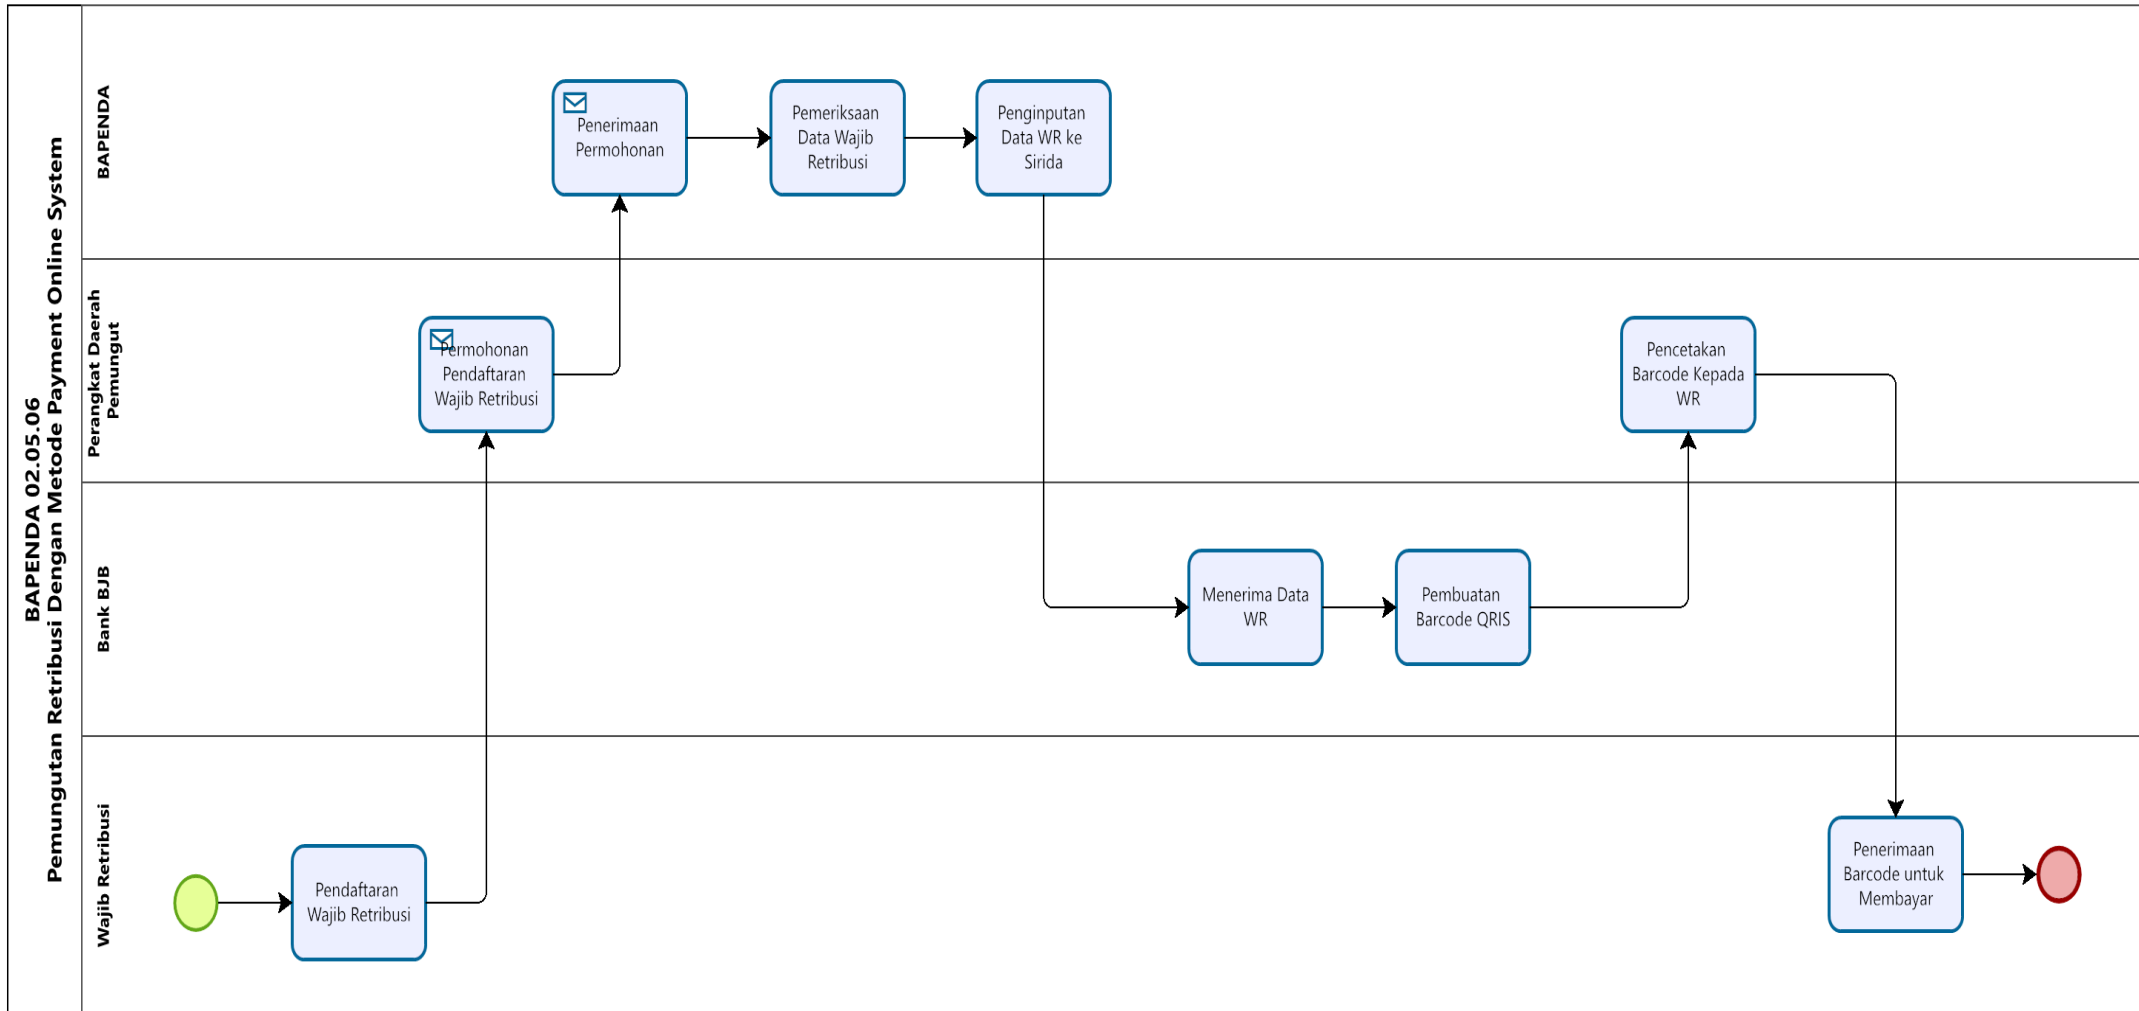 BAPENDA 02.05.06
Pemungutan Retribusi Dengan Metode Payment Online System
BAPENDA
Penerimaan
Permohonan
Pemeriksaan
Data Wajib
Retribusi
Penginputan
Data WR ke
Sirida
Perangkat Daerah
Pemungut
Permohonan
Pendaftaran
Wajib Retribusi
Pencetakan
Barcode Kepada
WR
Bank BJB
Menerima Data
WR
Pembuatan
Barcode QRIS
Wajib Retribusi
Pendaftaran
Wajib Retribusi
Penerimaan
Barcode untuk
Membayar